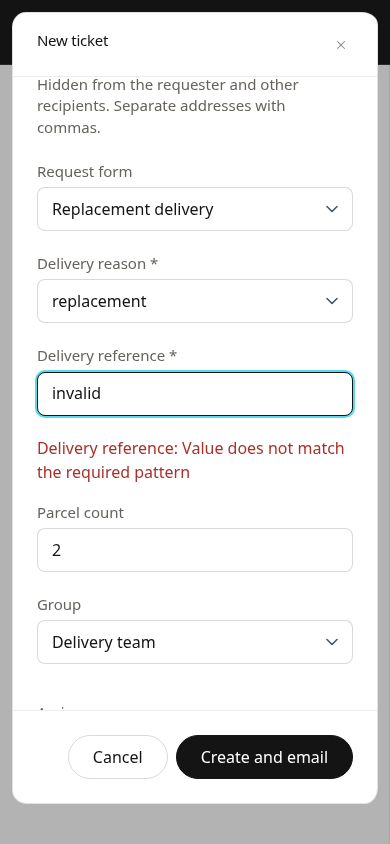 New ticket
×
Hidden from the requester and other
recipients. Separate addresses with
commas.
Request form
Replacement delivery
Delivery reason *
replacement
Delivery reference *
invalid
Delivery reference: Value does not match
the required pattern
Parcel count
2
Group
Delivery team
Cancel
Create and email